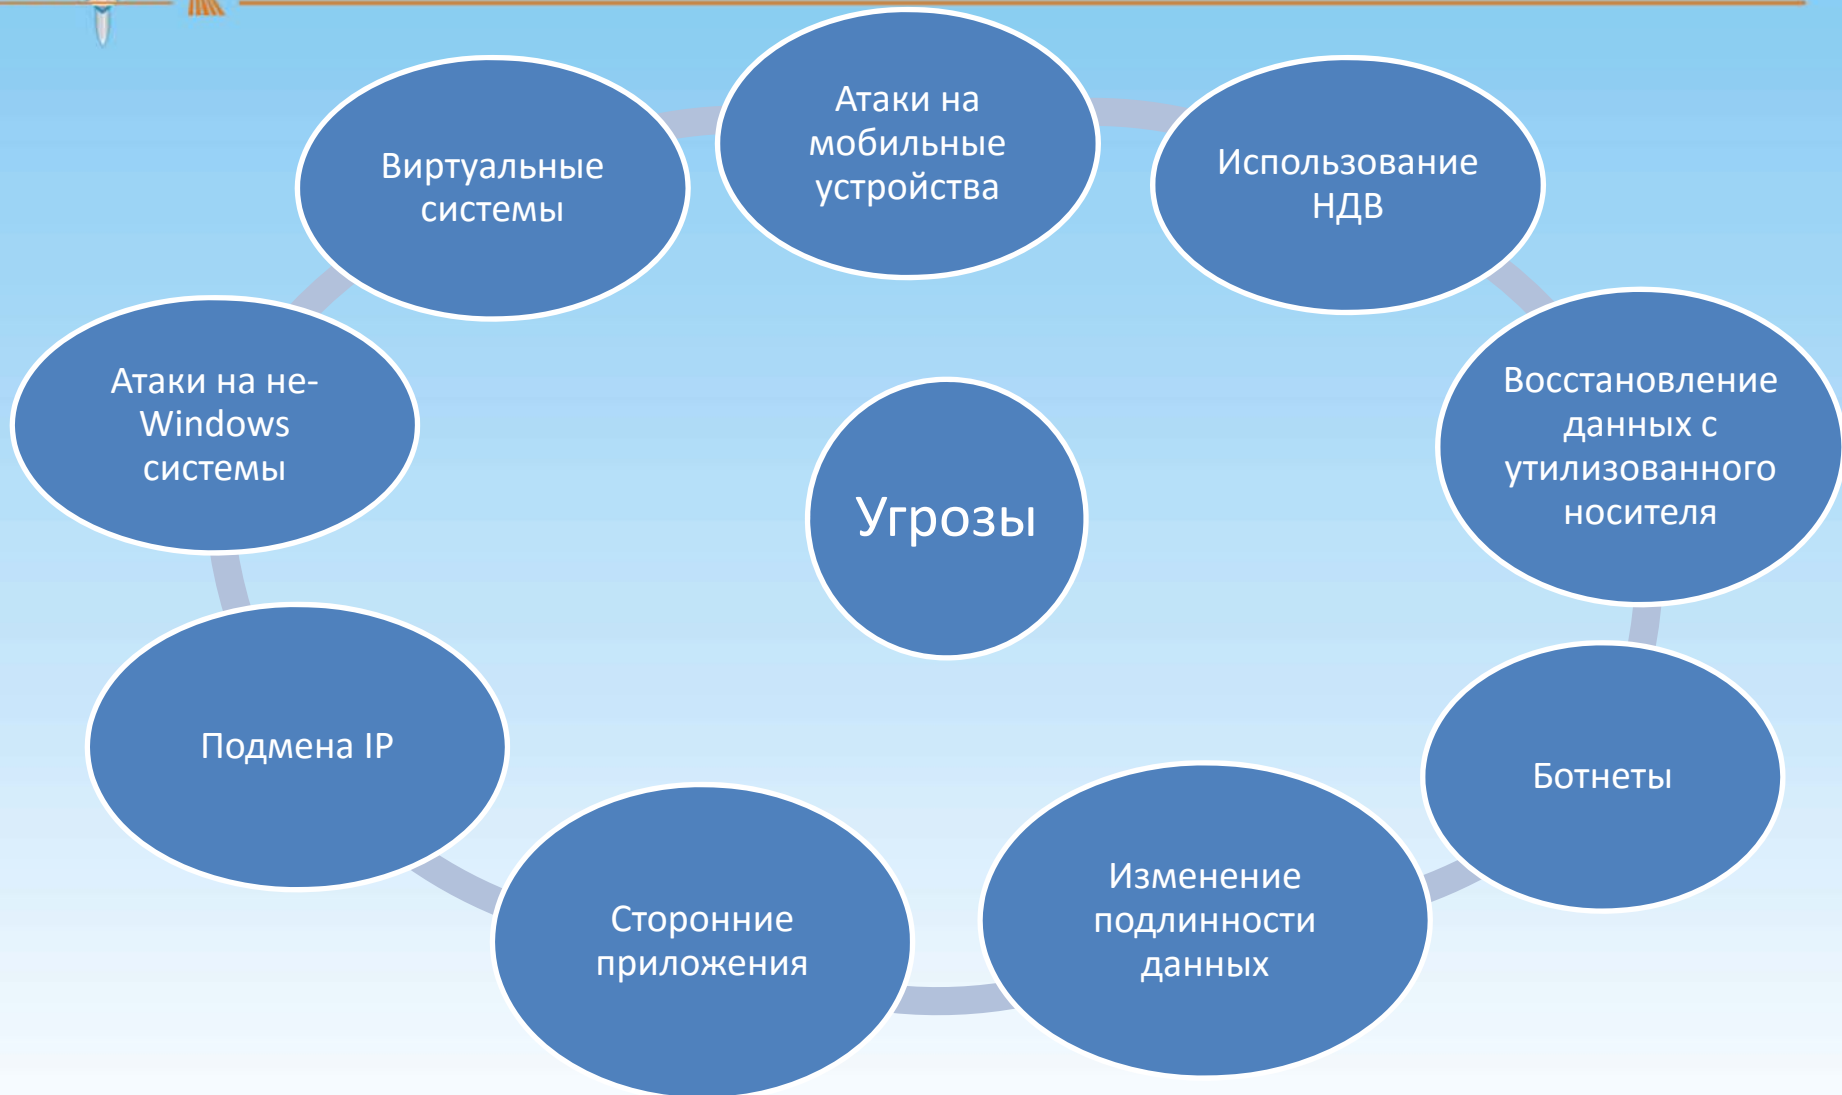 Атаки на
мобильные
устройства
Использование
НДВ
Восстановление
данных с
утилизованного
носителя
Ботнеты
Изменение
подлинности
данных
Сторонние
приложения
Подмена IP
Атаки на не-
Windows
системы
Виртуальные
системы
Угрозы